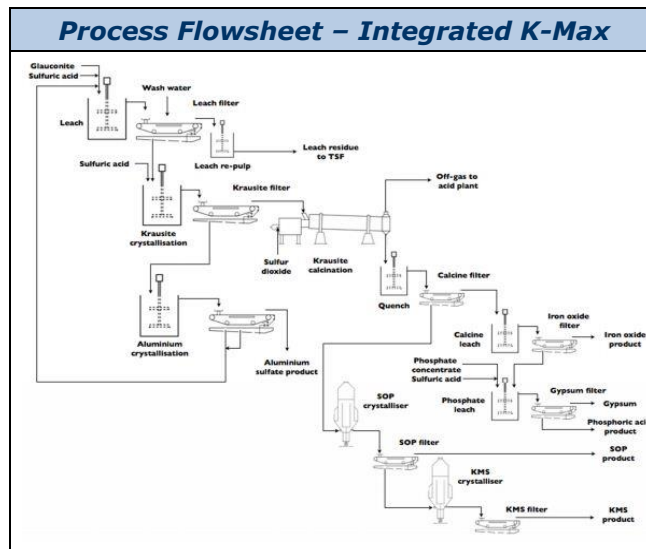 Process Flowsheet – Integrated K-Max
Glauconite
Sulfuric acid
Wash water
Leach filter
Leach
Leach re-pulp
Leach residue
to TSF
Sulfuric acid
Krausite filter
Off-gas to
acid plant
Krausite
crystallisation
Sulfur
dioxide
Krausite
calcination
Calcine filter
Quench
Iron oxide
filter
Iron oxide
product
Calcine
leach
Aluminium
crystallisation
Aluminium
sulfate product
Phosphate
concentrate
Sulfuric acid
Gypsum filter
Gypsum
Phosphate
leach
Phosphoric acid
product
SOP
crystalliser
SOP filter
SOP
product
KMS
crystalliser
KMS filter
KMS
product